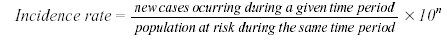 Incidence rate = new cases ocurring during a given time period / population at risk during the same time period × 10ⁿ